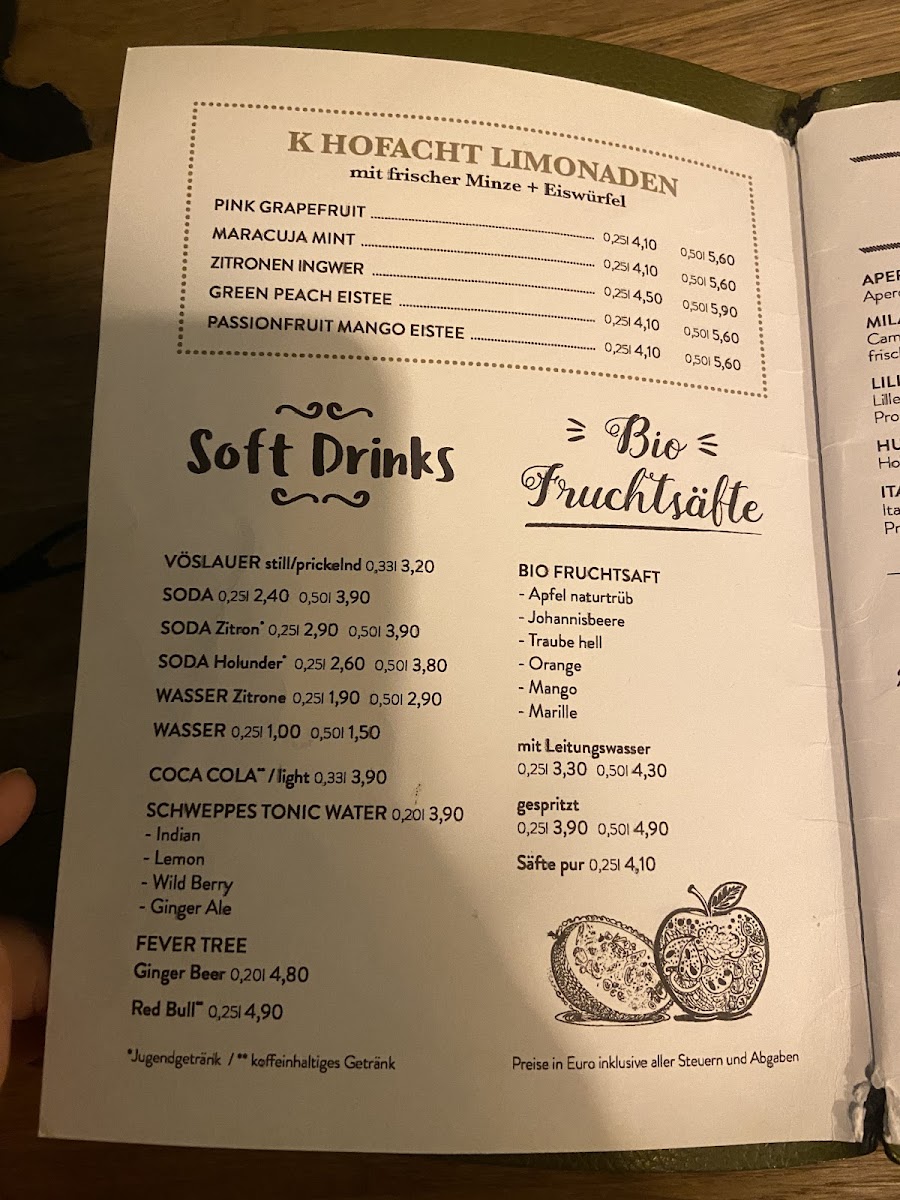 K HOFACHT LIMONADEN
mit frischer Minze + Eiswürfel
PINK GRAPEFRUIT 0,25l 4,10 0,50l 5,60
MARACUJA MINT 0,25l 4,10 0,50l 5,60
ZITRONEN INGWER 0,25l 4,50 0,50l 5,90
GREEN PEACH EISTEE 0,25l 4,10 0,50l 5,60
PASSIONFRUIT MANGO EISTEE 0,25l 4,10 0,50l 5,60
Soft Drinks
VÖSLAUER still/prickelnd 0,33l 3,20
SODA 0,25l 2,40 0,50l 3,90
SODA Zitron* 0,25l 2,90 0,50l 3,90
SODA Holunder* 0,25l 2,60 0,50l 3,80
WASSER Zitrone 0,25l 1,90 0,50l 2,90
WASSER 0,25l 1,00 0,50l 1,50
COCA COLA** / light 0,33l 3,90
SCHWEPPES TONIC WATER 0,20l 3,90
- Indian
- Lemon
- Wild Berry
- Ginger Ale
FEVER TREE
Ginger Beer 0,20l 4,80
Red Bull** 0,25l 4,90
*Jugendgetränk / ** koffeinhaltiges Getränk
Bio
Fruchtsäfte
BIO FRUCHTSAFT
- Apfel naturtrüb
- Johannisbeere
- Traube hell
- Orange
- Mango
- Marille
mit Leitungswasser
0,25l 3,30 0,50l 4,30
gespritzt
0,25l 3,90 0,50l 4,90
Säfte pur 0,25l 4,10
Preise in Euro inklusive aller Steuern und Abgaben